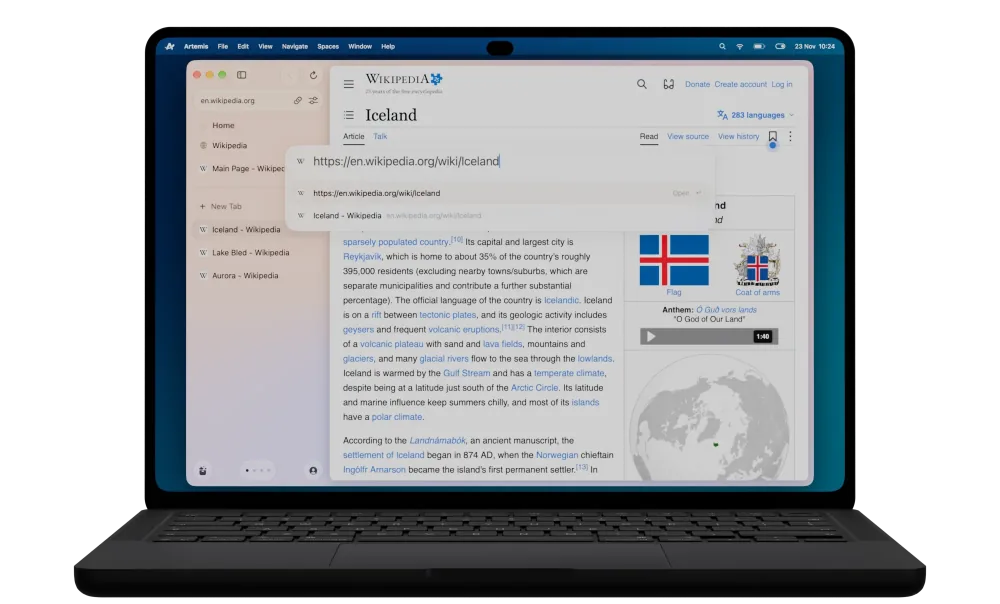 Artemis File Edit View Navigate Spaces Window Help
23 Nov 10:24
en.wikipedia.org
Home
Wikipedia
Main Page - Wikiped
+ New Tab
Iceland - Wikipedia
Lake Bled - Wikipedia
Aurora - Wikipedia
WIKIPEDIA
25 years of the free encyclopedia
Donate Create account Log in
Iceland
283 languages
Article Talk
Read View source View history
W https://en.wikipedia.org/wiki/Iceland
W https://en.wikipedia.org/wiki/Iceland Open
W Iceland - Wikipedia en.wikipedia.org/wiki/Iceland
nd
nd
sparsely populated country.[10] Its capital and largest city is
Reykjavík, which is home to about 35% of the country's roughly
395,000 residents (excluding nearby towns/suburbs, which are
separate municipalities and contribute a further substantial
percentage). The official language of the country is Icelandic. Iceland
is on a rift between tectonic plates, and its geologic activity includes
geysers and frequent volcanic eruptions.[11][12] The interior consists
of a volcanic plateau with sand and lava fields, mountains and
glaciers, and many glacial rivers flow to the sea through the lowlands.
Iceland is warmed by the Gulf Stream and has a temperate climate,
despite being at a latitude just south of the Arctic Circle. Its latitude
and marine influence keep summers chilly, and most of its islands
have a polar climate.
According to the Landnámabók, an ancient manuscript, the
settlement of Iceland began in 874 AD, when the Norwegian chieftain
Ingólfr Arnarson became the island's first permanent settler.[13] In
Flag
Coat of arms
Anthem: Ó Guð vors lands
"O God of Our Land"
1:40